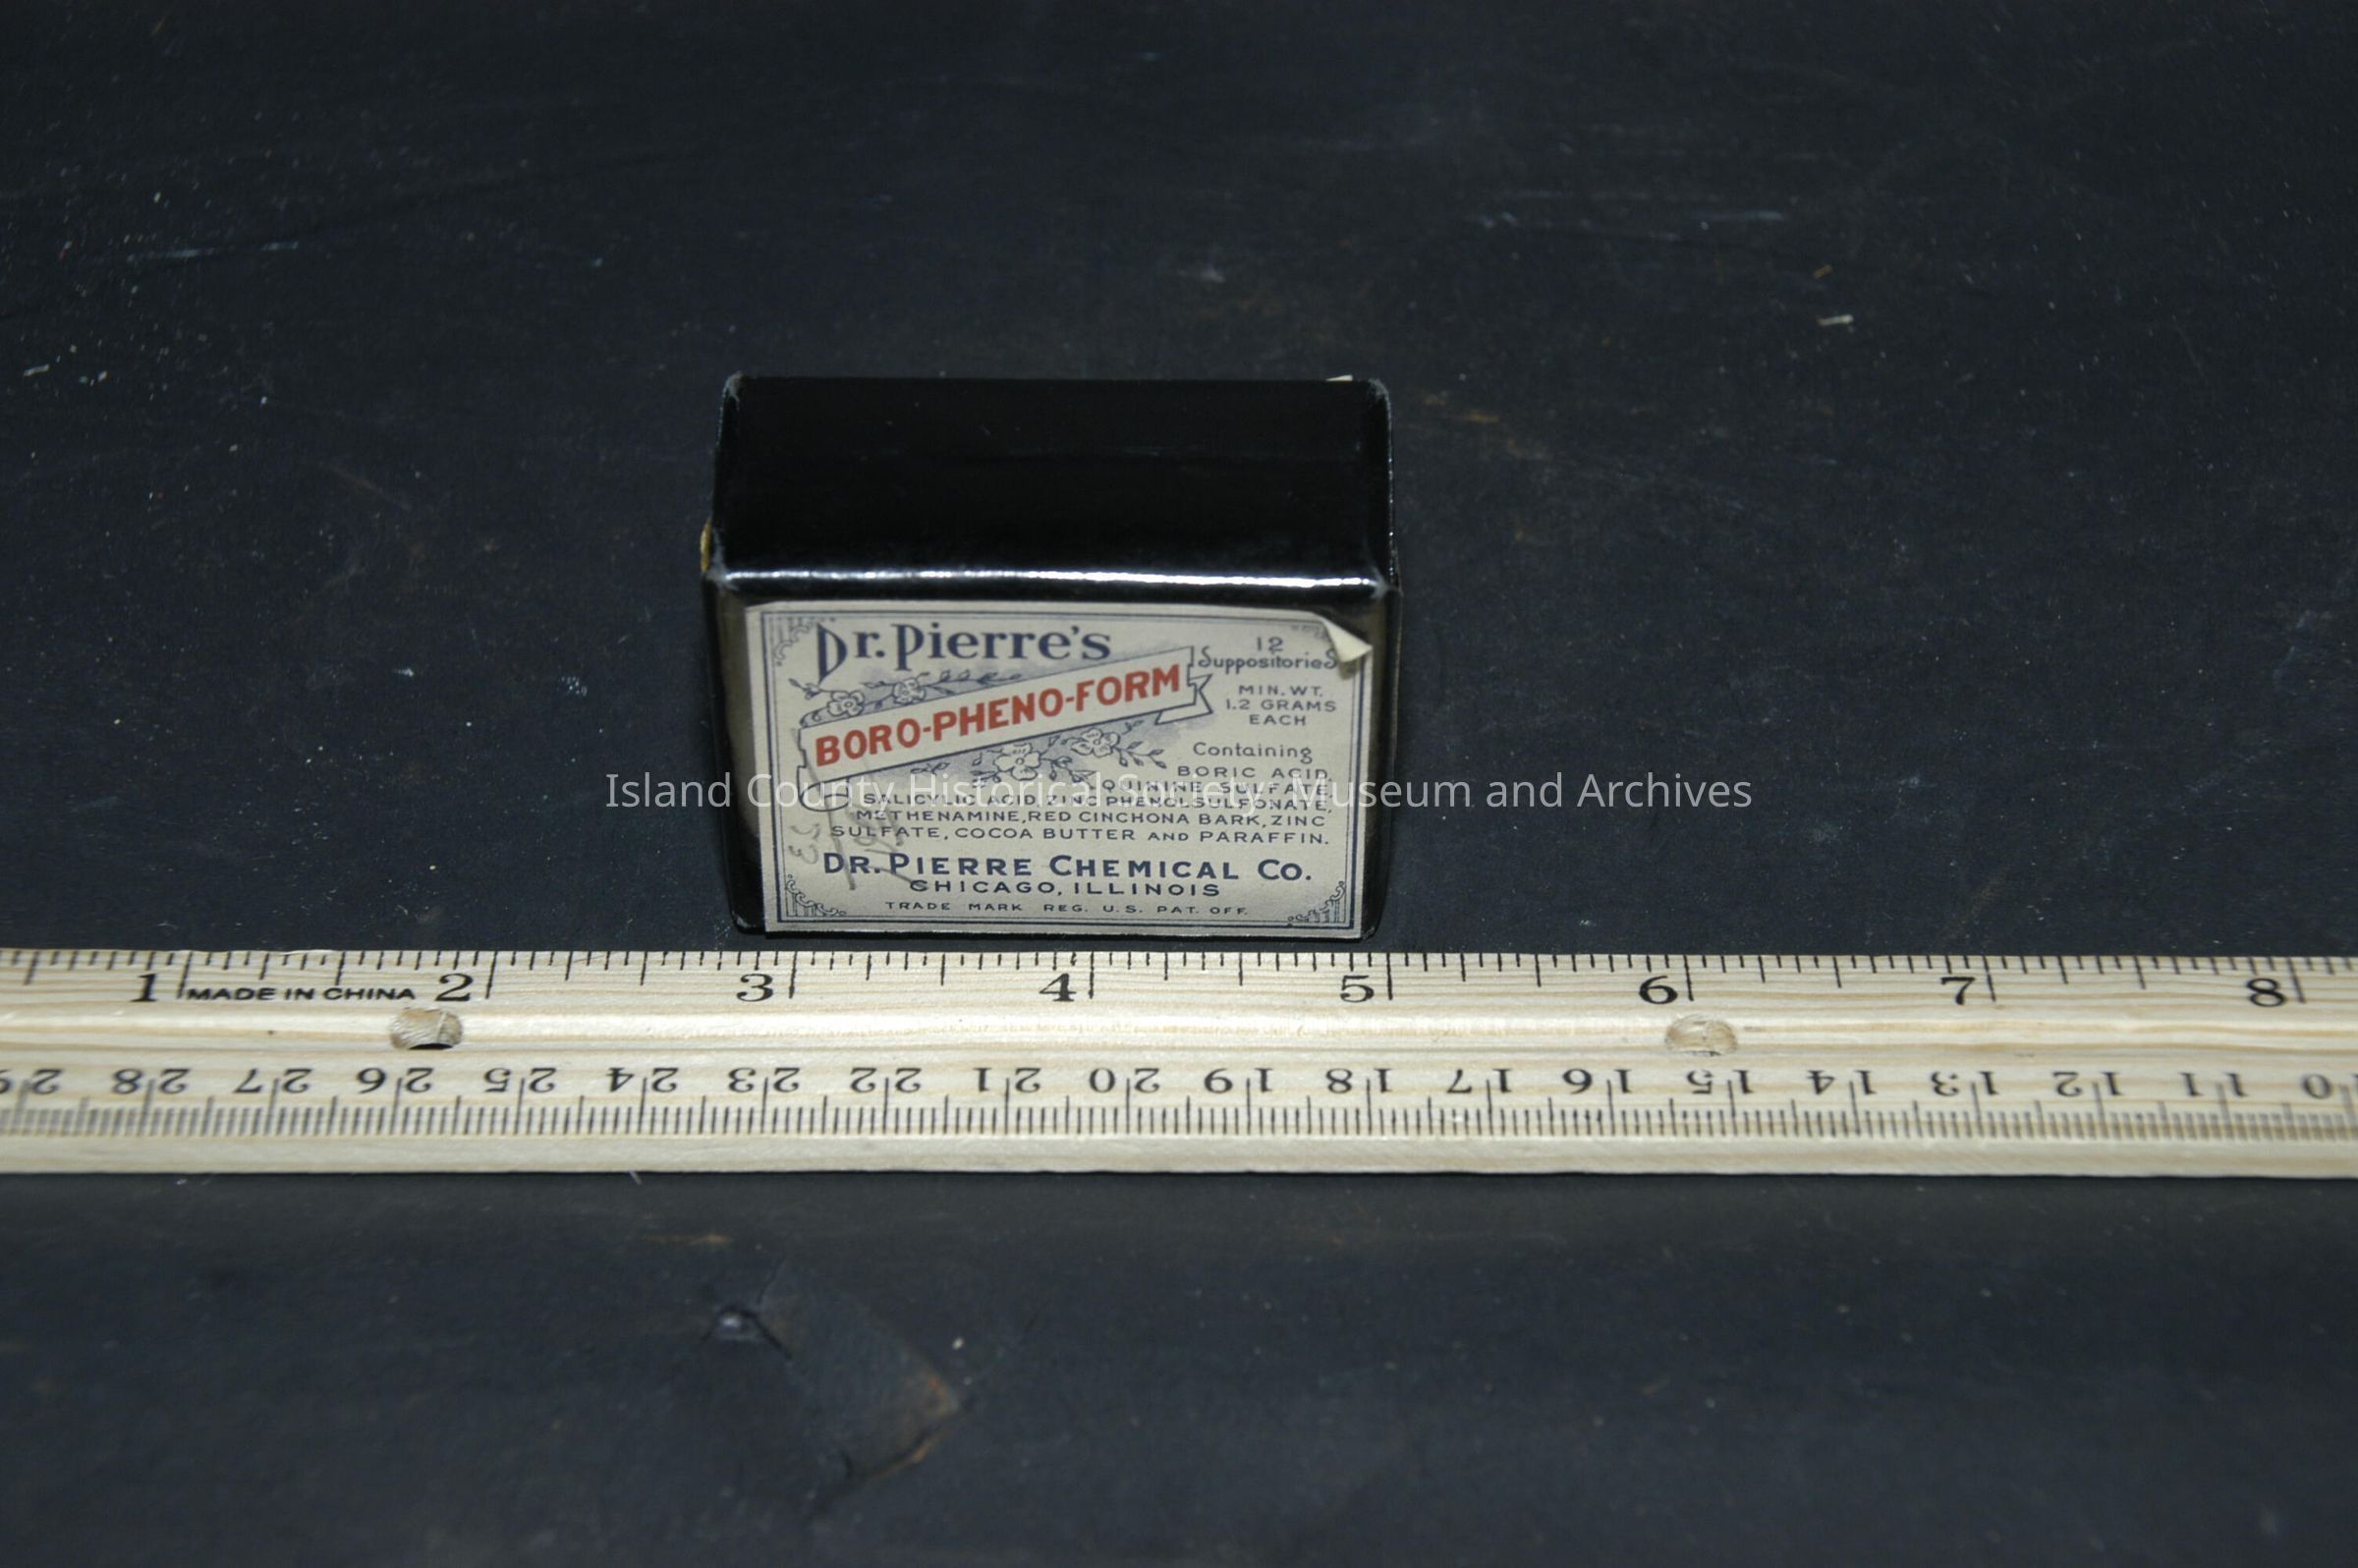 Dr. Pierre's
BORO-PHENO-FORM
12
Suppositories
MIN. WT.
1.2 GRAMS
EACH
Containing
BORIC ACID,
QUININE SULFATE,
SALICYLIC ACID, ZINC PHENOLSULFONATE,
METHENAMINE, RED CINCHONA BARK, ZINC
SULFATE, COCOA BUTTER AND PARAFFIN.
DR. PIERRE CHEMICAL CO.
CHICAGO, ILLINOIS
TRADE MARK REG. U.S. PAT. OFF.
Island County Historical Society, Museum and Archives
1 MADE IN CHINA 2 3 4 5 6 7 8
29 28 27 26 25 24 23 22 21 20 19 18 17 16 15 14 13 12 11 10